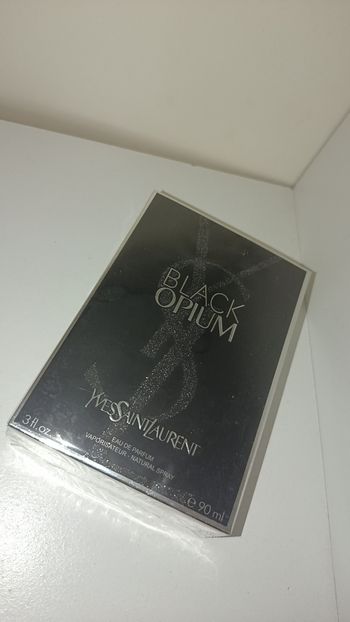 BLACK
OPIUM
YVESSAINTLAURENT
EAU DE PARFUM
VAPORISATEUR - NATURAL SPRAY
3 fl. oz. ℮ 90 ml